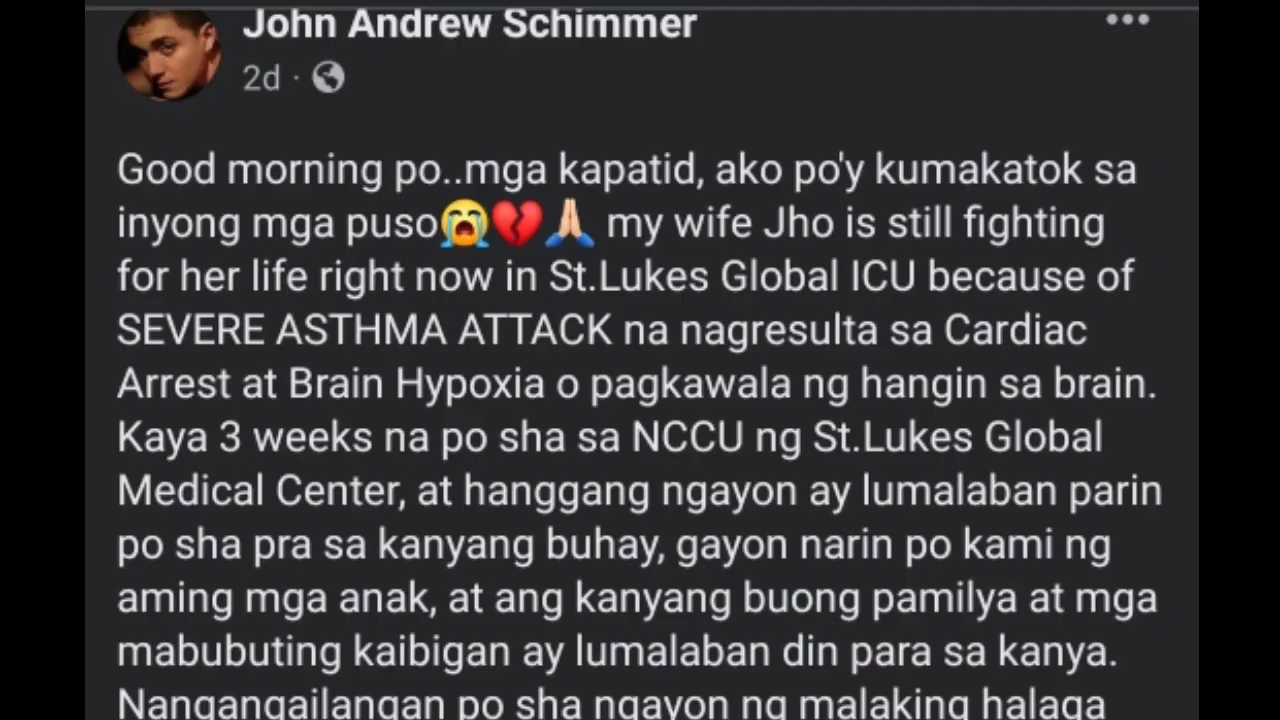 John Andrew Schimmer
2d ·
Good morning po..mga kapatid, ako po'y kumakatok sa
inyong mga puso😭💔🙏🏻 my wife Jho is still fighting
for her life right now in St.Lukes Global ICU because of
SEVERE ASTHMA ATTACK na nagresulta sa Cardiac
Arrest at Brain Hypoxia o pagkawala ng hangin sa brain.
Kaya 3 weeks na po sha sa NCCU ng St.Lukes Global
Medical Center, at hanggang ngayon ay lumalaban parin
po sha pra sa kanyang buhay, gayon narin po kami ng
aming mga anak, at ang kanyang buong pamilya at mga
mabubuting kaibigan ay lumalaban din para sa kanya.
Nangangailangan po sha ngayon ng malaking halaga